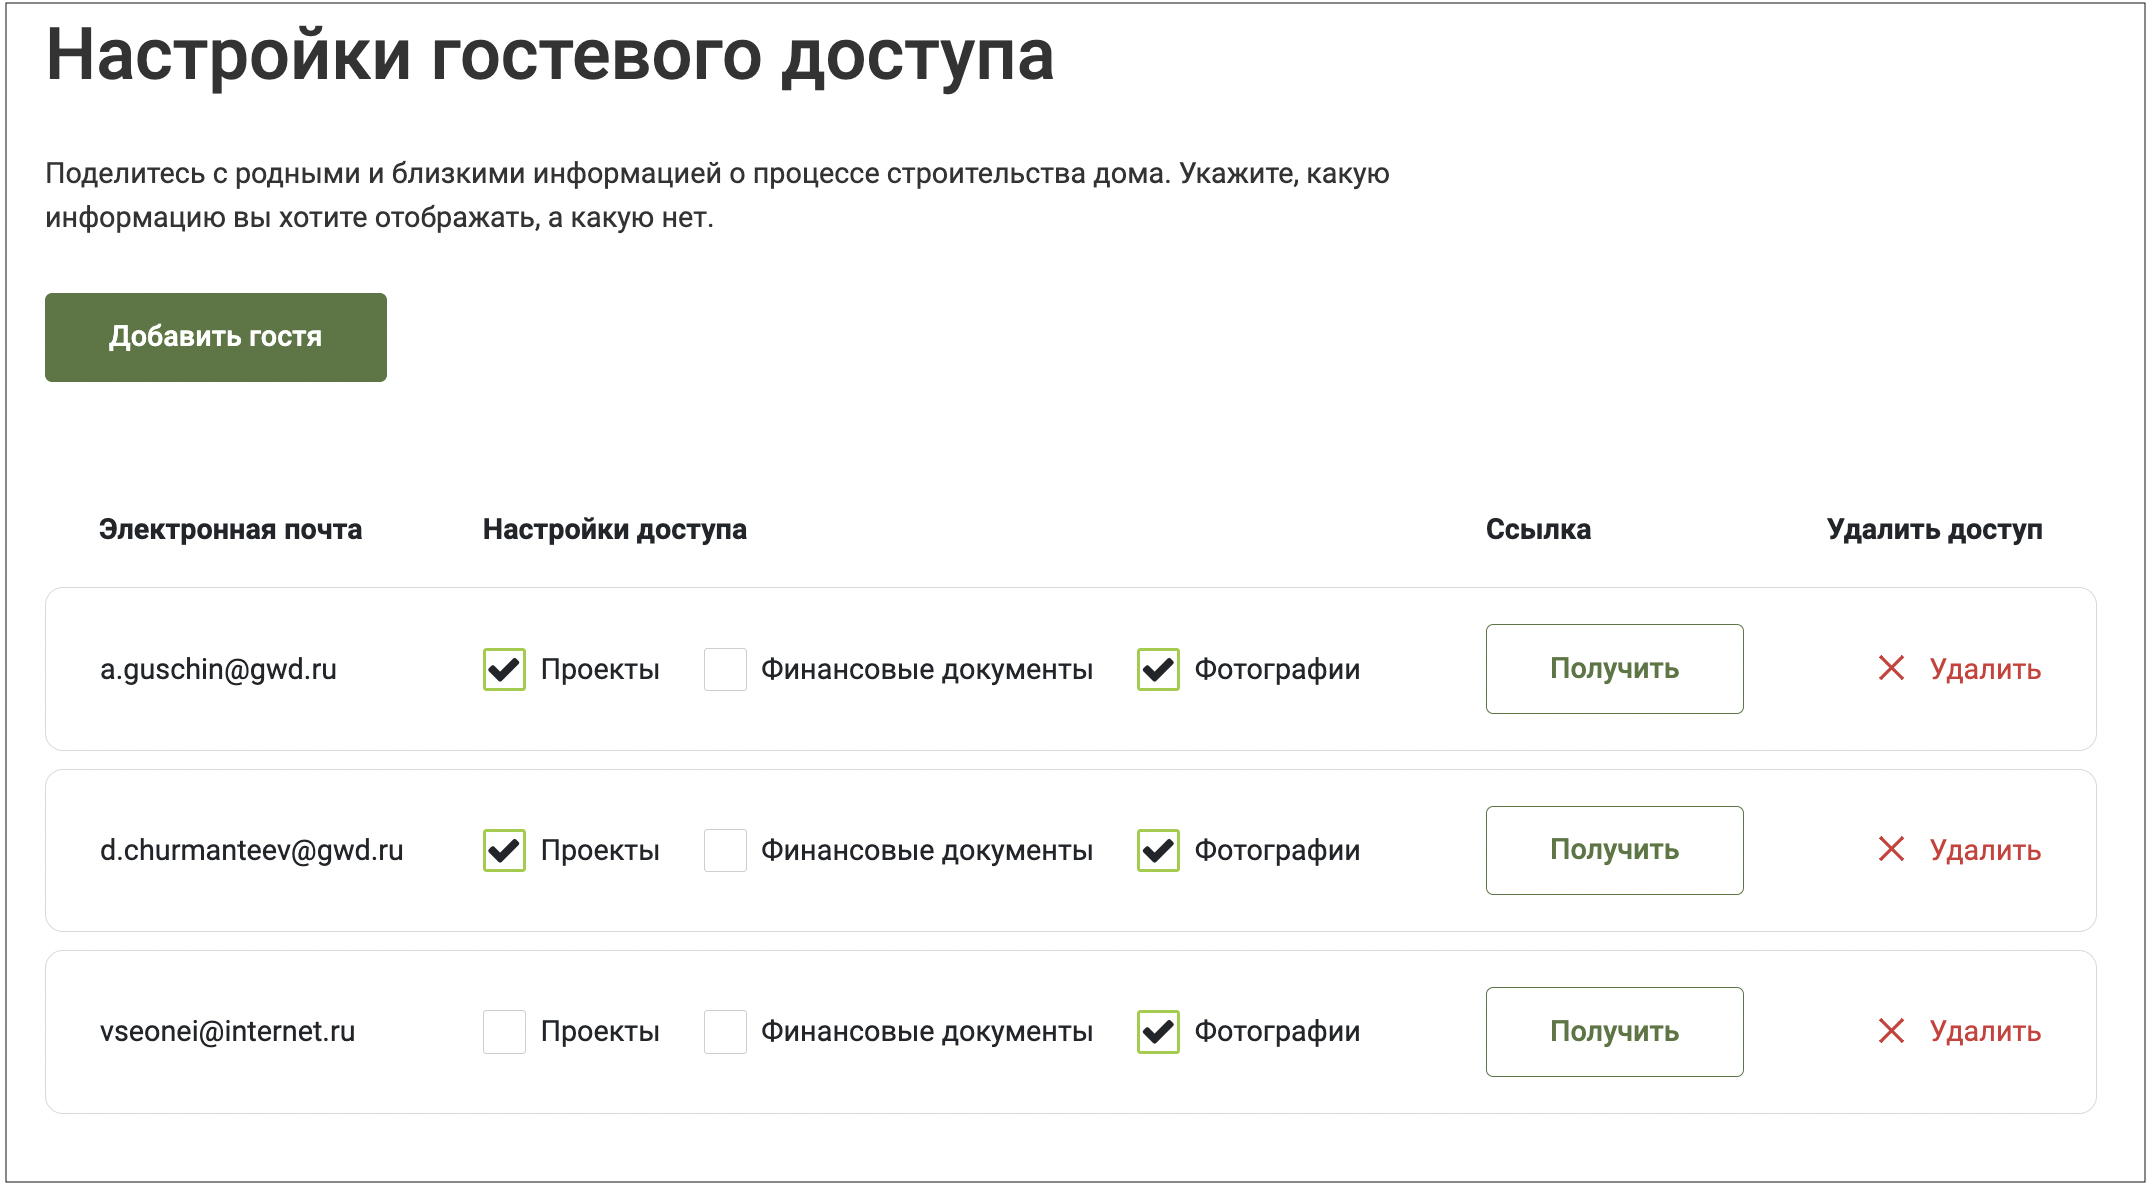 Настройки гостевого доступа
Поделитесь с родными и близкими информацией о процессе строительства дома. Укажите, какую
информацию вы хотите отображать, а какую нет.
Добавить гостя
Электронная почта Настройки доступа Ссылка Удалить доступ
a.guschin@gwd.ru Проекты Финансовые документы Фотографии Получить Удалить
d.churmanteev@gwd.ru Проекты Финансовые документы Фотографии Получить Удалить
vseonei@internet.ru Проекты Финансовые документы Фотографии Получить Удалить